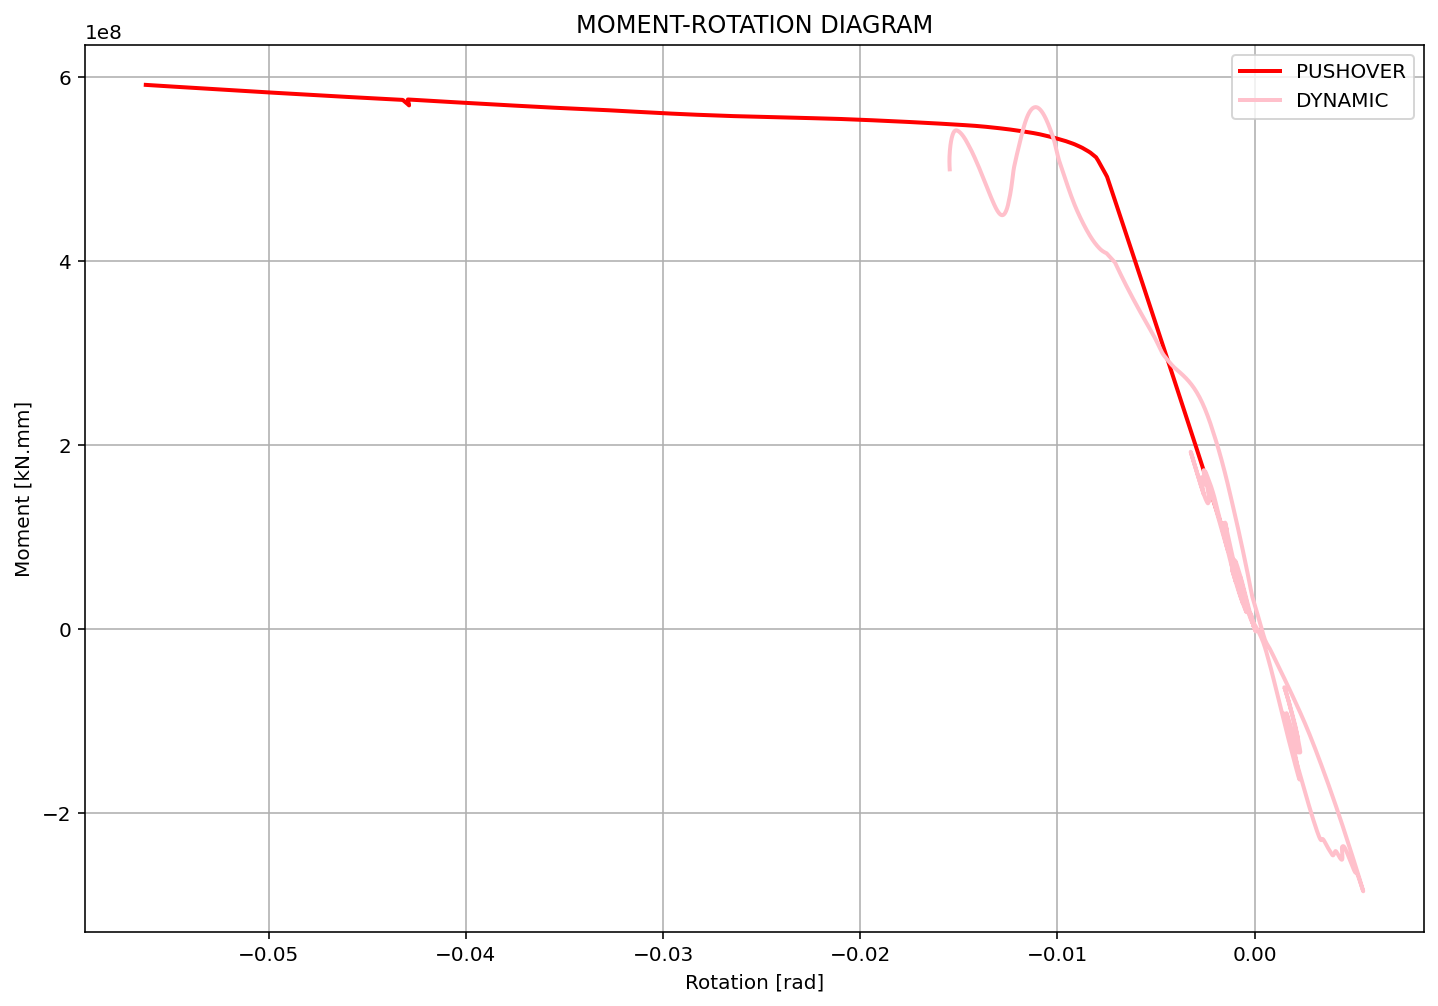 MOMENT-ROTATION DIAGRAM
1e8
PUSHOVER
DYNAMIC
6
4
2
0
−2
Moment [kN.mm]
−0.05 −0.04 −0.03 −0.02 −0.01 0.00
Rotation [rad]